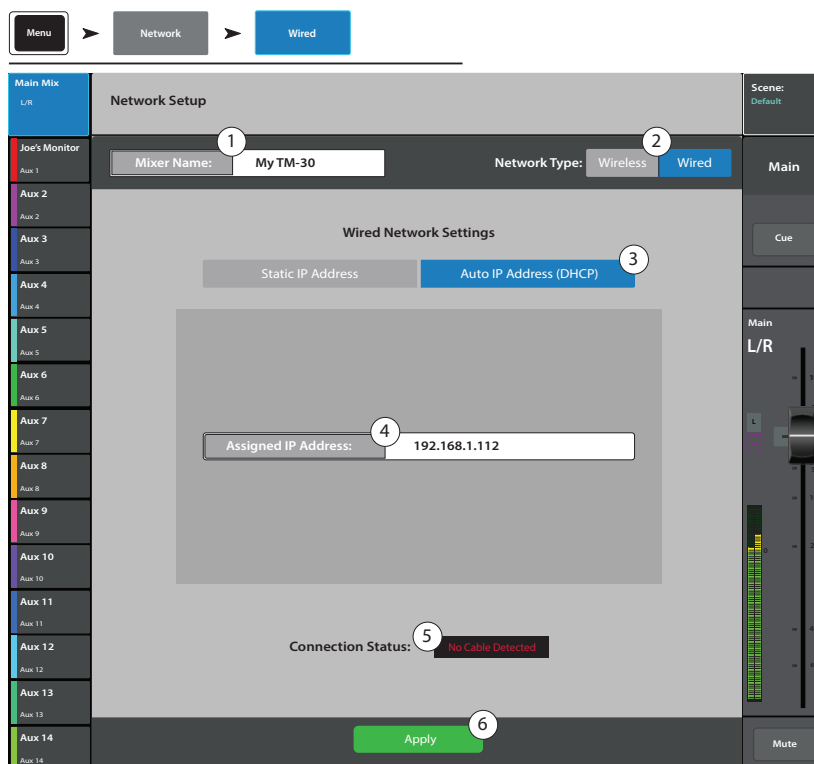 Menu
Network
Wired
Main Mix
L/R
Network Setup
Scene:
Default
Joe's Monitor
Aux 1
1
Mixer Name:
My TM-30
Network Type:
2
Wireless
Wired
Main
Aux 2
Aux 2
Aux 3
Aux 3
Wired Network Settings
Cue
Static IP Address
Auto IP Address (DHCP)
3
Aux 4
Aux 4
Aux 5
Aux 5
Main
L/R
Aux 6
Aux 6
Aux 7
Aux 7
Assigned IP Address:
4
192.168.1.112
L
Aux 8
Aux 8
Aux 9
Aux 9
Aux 10
Aux 10
0
Aux 11
Aux 11
Aux 12
Aux 12
Connection Status:
5
No Cable Detected
Aux 13
Aux 13
Aux 14
Aux 14
Apply
6
Mute